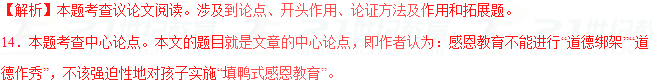 【解析】本题考查议论文阅读。涉及到论点、开头作用、论证方法及作用和拓展题。
14．本题考查中心论点。本文的题目就是文章的中心论点，即作者认为：感恩教育不能进行“道德绑架”“道
德作秀”，不该强迫性地对孩子实施“填鸭式感恩教育”。